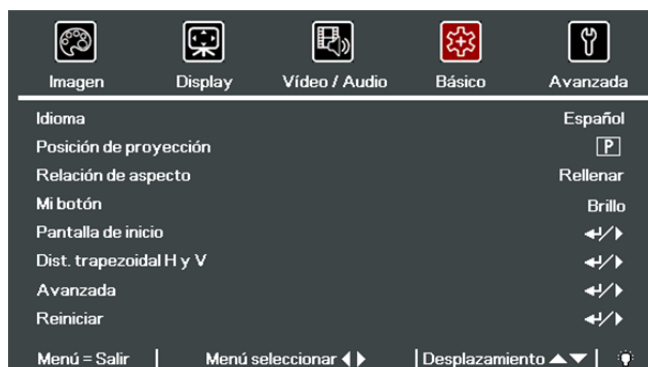 Imagen Display Vídeo / Audio Básico Avanzada
Idioma Español
Posición de proyección P
Relación de aspecto Rellenar
Mi botón Brillo
Pantalla de inicio
Dist. trapezoidal H y V
Avanzada
Reiniciar
Menú = Salir Menú seleccionar Desplazamiento